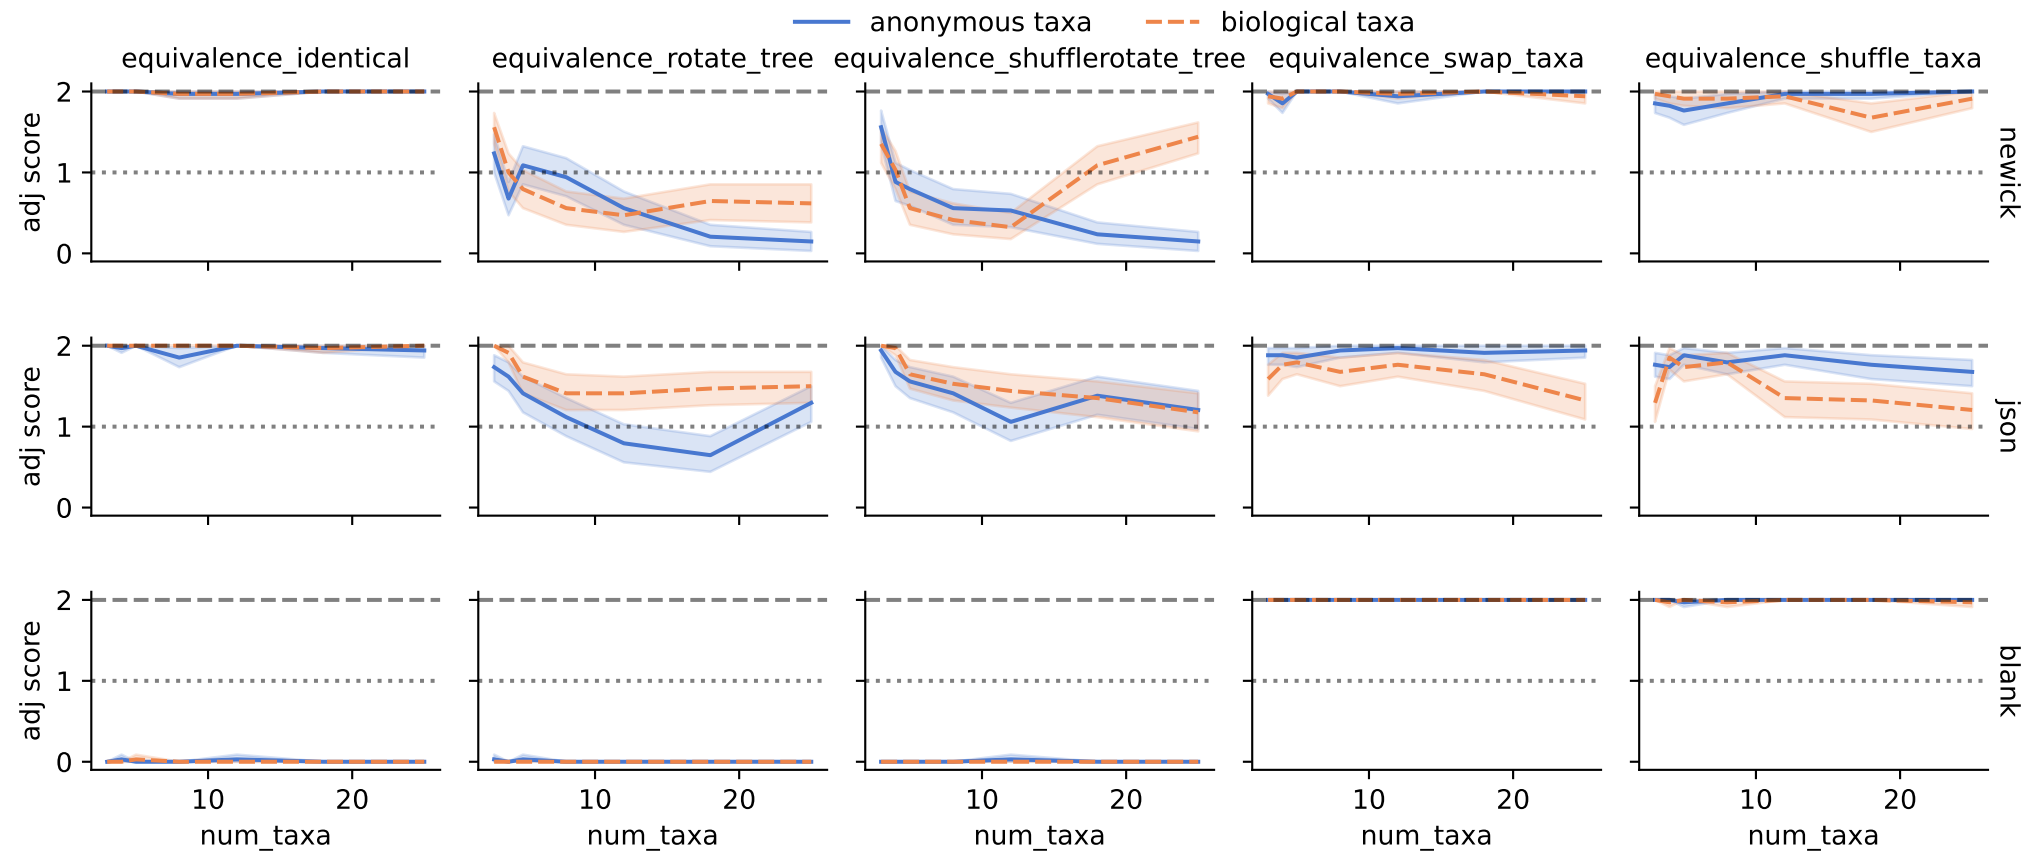 anonymous taxa biological taxa
equivalence_identical equivalence_rotate_tree equivalence_shufflerotate_tree equivalence_swap_taxa equivalence_shuffle_taxa
2
1
0
adj score
newick
2
1
0
adj score
json
2
1
0
adj score
blank
10 20 10 20 10 20 10 20 10 20
num_taxa num_taxa num_taxa num_taxa num_taxa